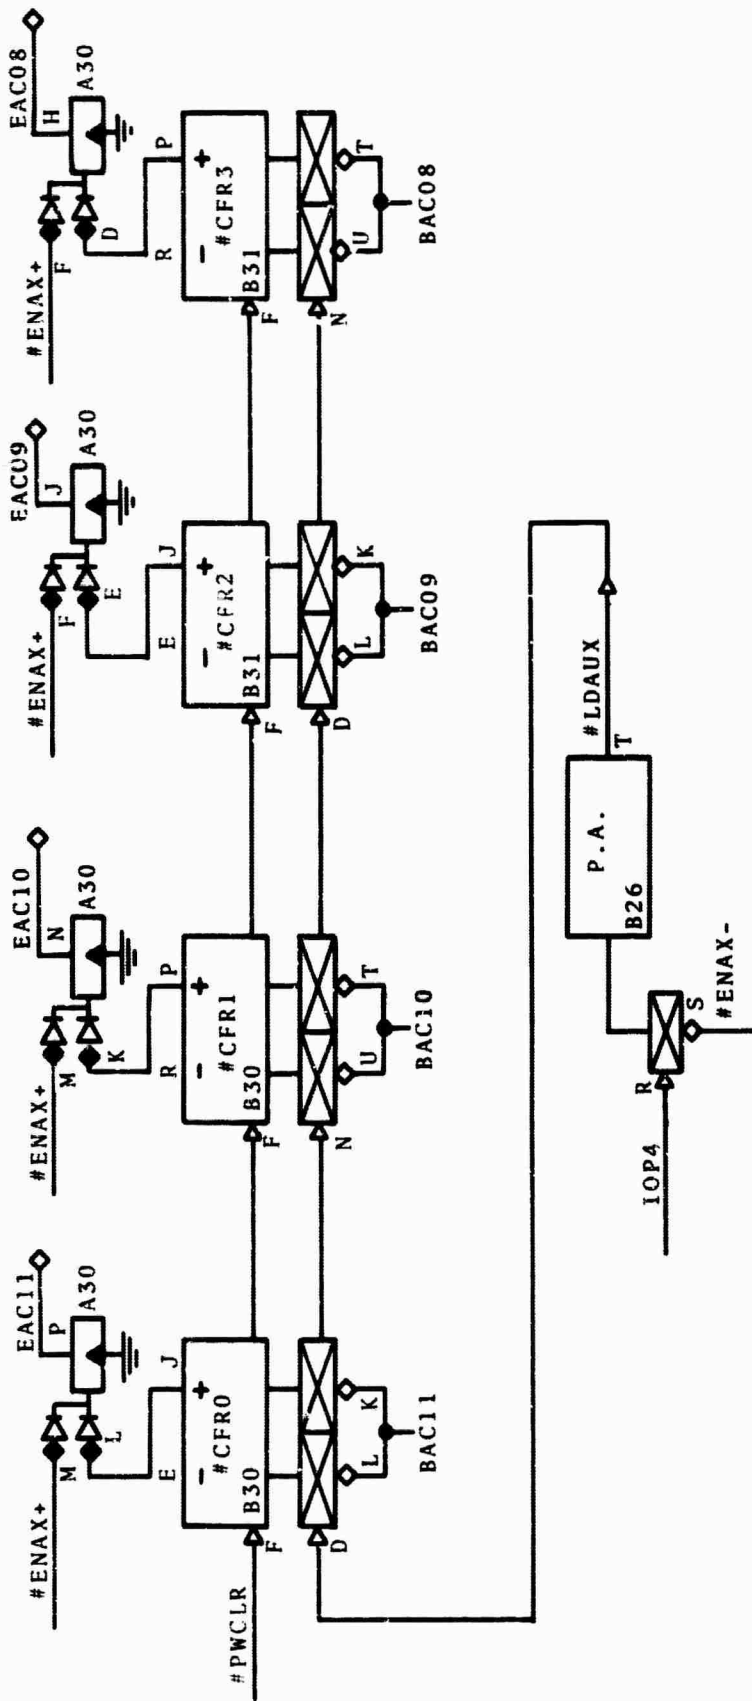 EAC11
P
A30
#ENAX+
M
L
E
J
#CFR0
-
+
B30
#PWCLR
F
D
L
K
BAC11
EAC10
N
A30
#ENAX+
M
K
R
P
#CFR1
-
+
B30
F
N
U
T
BAC10
EAC09
J
A30
#ENAX+
F
E
E
J
#CFR2
-
+
B31
F
D
L
K
BAC09
EAC08
H
A30
#ENAX+
F
D
R
P
#CFR3
-
+
B31
F
N
U
T
BAC08
IOP4
R
S
#ENAX-
P.A.
B26
T
#LDAUX